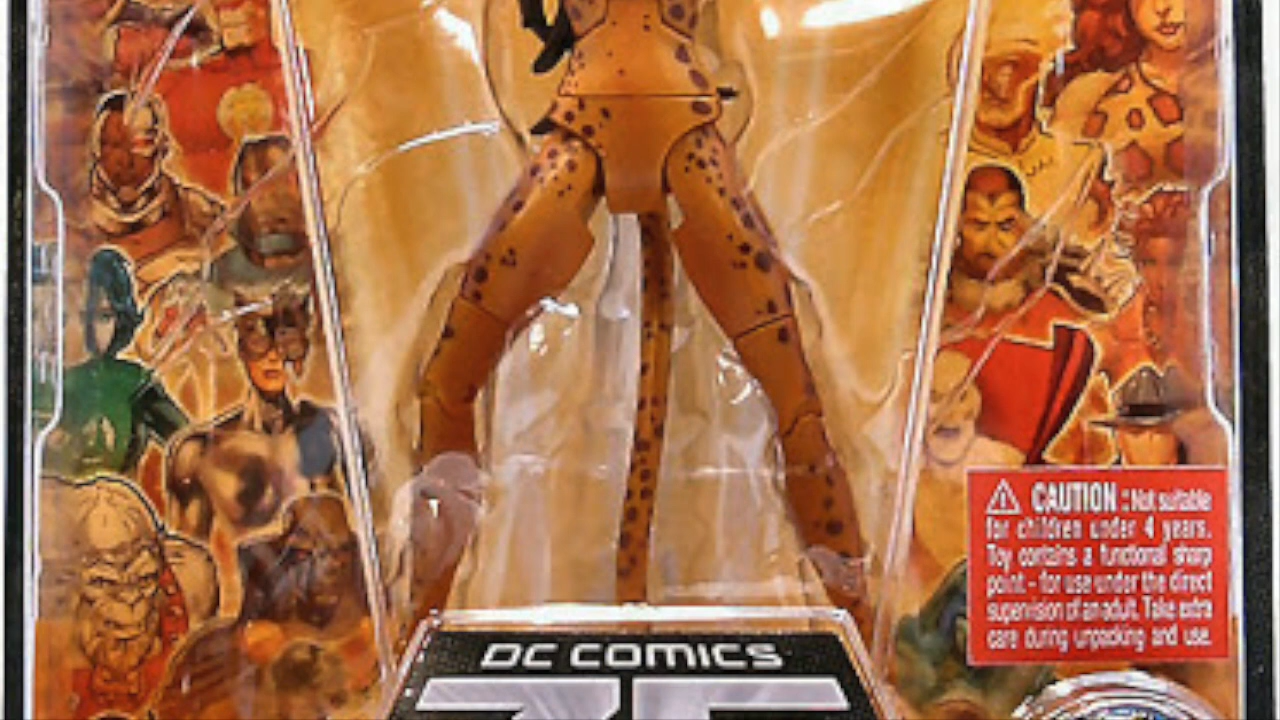 CAUTION : Not suitable
for children under 4 years.
Toy contains a functional sharp
point - for use under the direct
supervision of an adult. Take extra
care during unpacking and use.
DC COMICS
75